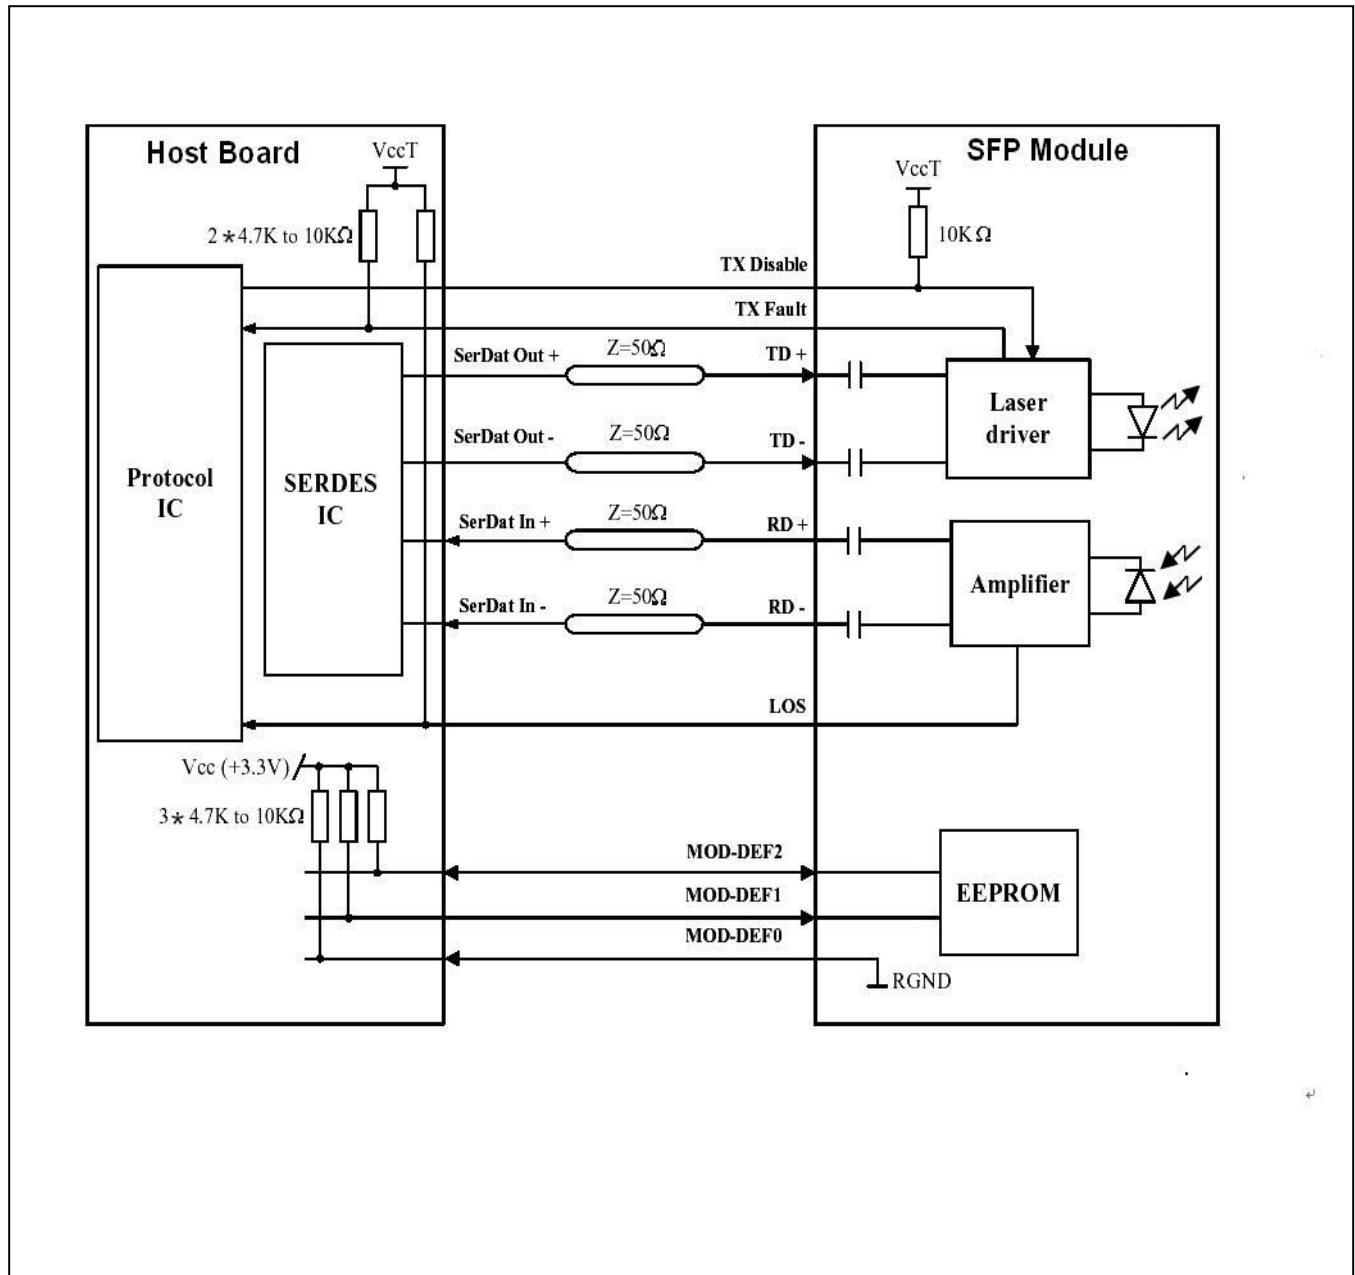 Host Board
SFP Module
VccT
VccT
2*4.7K to 10KΩ
10KΩ
TX Disable
TX Fault
SerDat Out +
Z=50Ω
TD +
Laser
driver
SerDat Out -
Z=50Ω
TD -
Protocol
IC
SERDES
IC
SerDat In +
Z=50Ω
RD +
Amplifier
SerDat In -
Z=50Ω
RD -
LOS
Vcc (+3.3V)
3* 4.7K to 10KΩ
MOD-DEF2
MOD-DEF1
EEPROM
MOD-DEF0
RGND